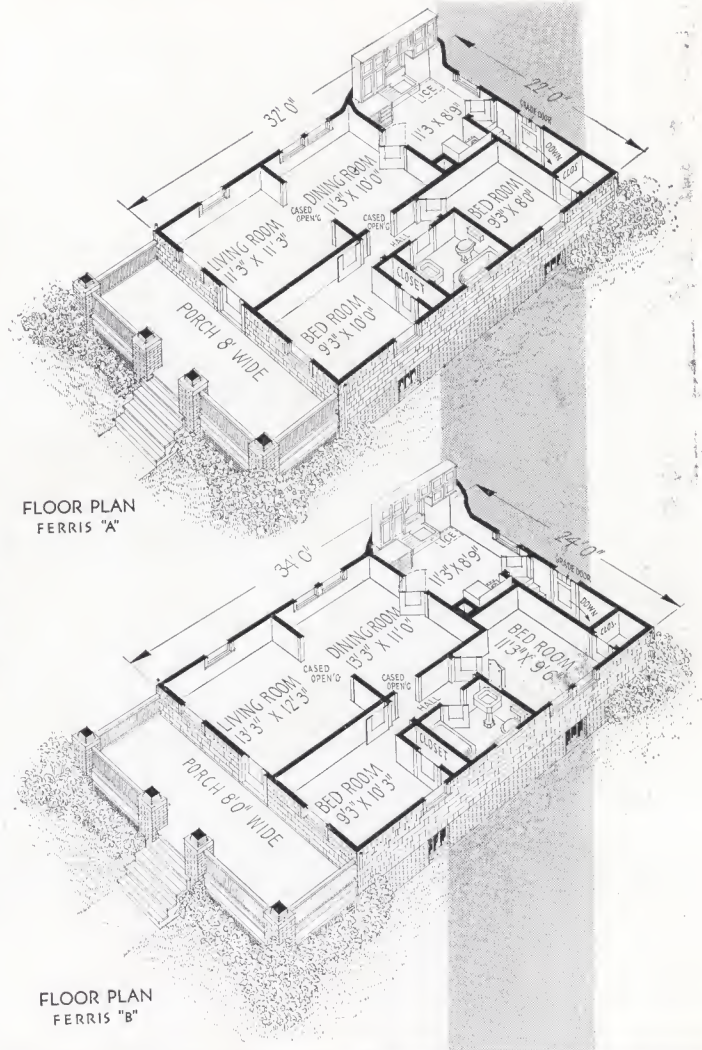 32' 0"
22'0"
ICE
11'3 X 8'9"
GRADE DOOR
DOWN
CLOS.
DINING ROOM
11'3" X 10'0"
CASED
OPEN'G
CASED
OPEN'G
BED ROOM
9'3" X 8'0"
HALL
LIVING ROOM
11'3" X 11'3"
CLOSET
BED ROOM
9'3" X 10'0"
PORCH 8' WIDE
FLOOR PLAN
FERRIS "A"
34' 0"
24' 0"
ICE
11'3" X 8'9"
GRADE DOOR
DOWN
CLOS.
DINING ROOM
13'3" X 11'0"
CASED
OPEN'G
CASED
OPEN'G
BED ROOM
HALL
LIVING ROOM
13'3" X 12'3"
CLOSET
BED ROOM
9'3" X 10'3"
PORCH 8'0" WIDE
FLOOR PLAN
FERRIS "B"